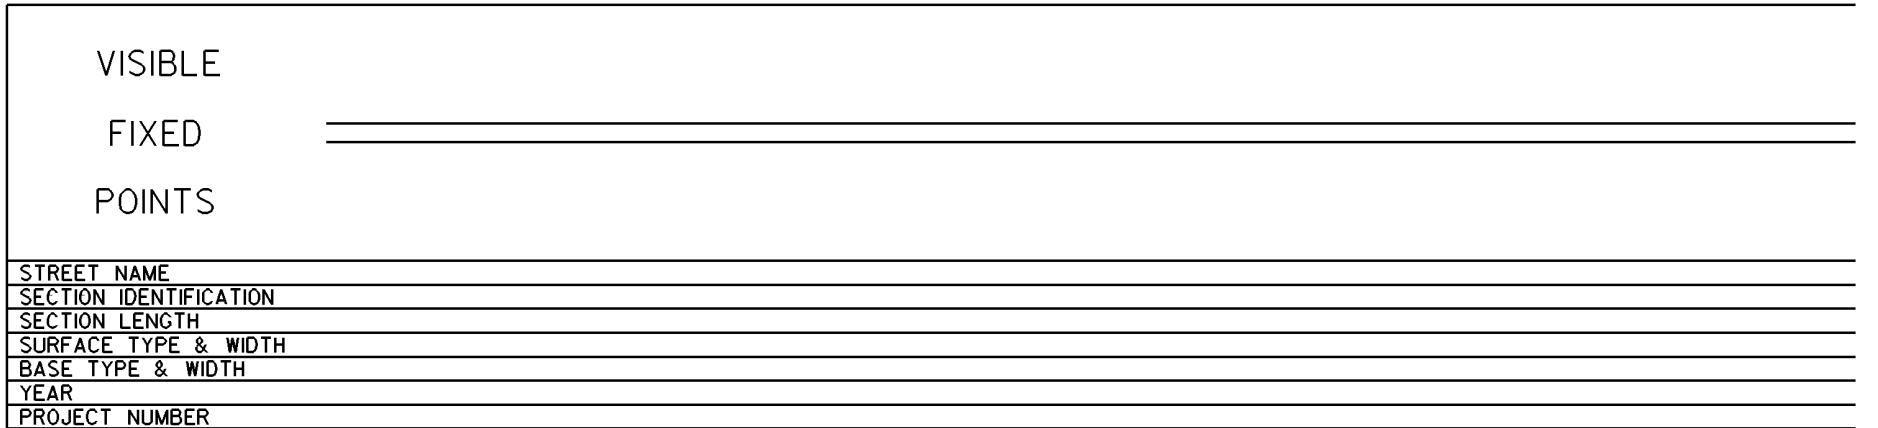 VISIBLE
FIXED
POINTS
STREET NAME
SECTION IDENTIFICATION
SECTION LENGTH
SURFACE TYPE & WIDTH
BASE TYPE & WIDTH
YEAR
PROJECT NUMBER